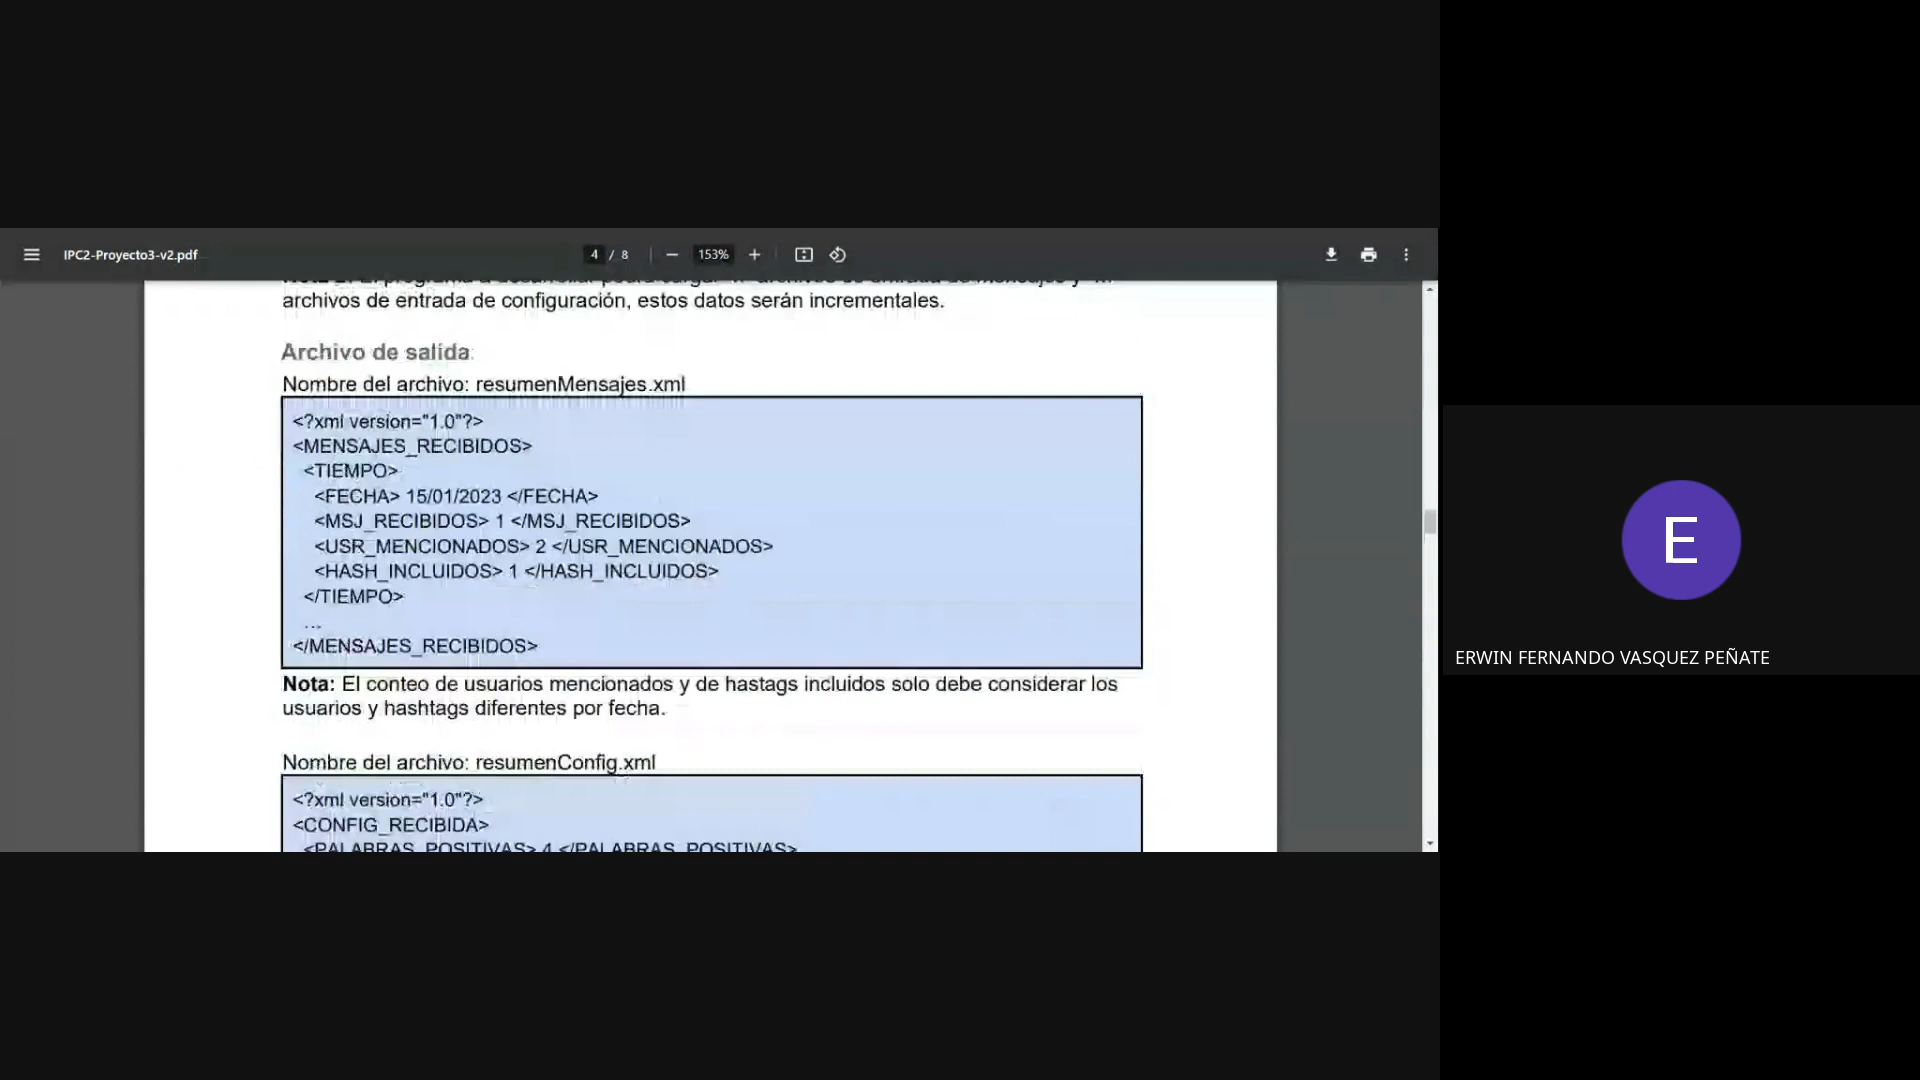 IPC2-Proyecto3-v2.pdf
4 / 8
153%
archivos de entrada de configuración, estos datos serán incrementales.
Archivo de salida
Nombre del archivo: resumenMensajes.xml
<?xml version="1.0"?>
<MENSAJES_RECIBIDOS>
<TIEMPO>
<FECHA> 15/01/2023 </FECHA>
<MSJ_RECIBIDOS> 1 </MSJ_RECIBIDOS>
<USR_MENCIONADOS> 2 </USR_MENCIONADOS>
<HASH_INCLUIDOS> 1 </HASH_INCLUIDOS>
</TIEMPO>
...
</MENSAJES_RECIBIDOS>
Nota: El conteo de usuarios mencionados y de hastags incluidos solo debe considerar los
usuarios y hashtags diferentes por fecha.
Nombre del archivo: resumenConfig.xml
<?xml version="1.0"?>
<CONFIG_RECIBIDA>
<PALABRAS_POSITIVAS> 4 </PALABRAS_POSITIVAS>
E
ERWIN FERNANDO VASQUEZ PEÑATE